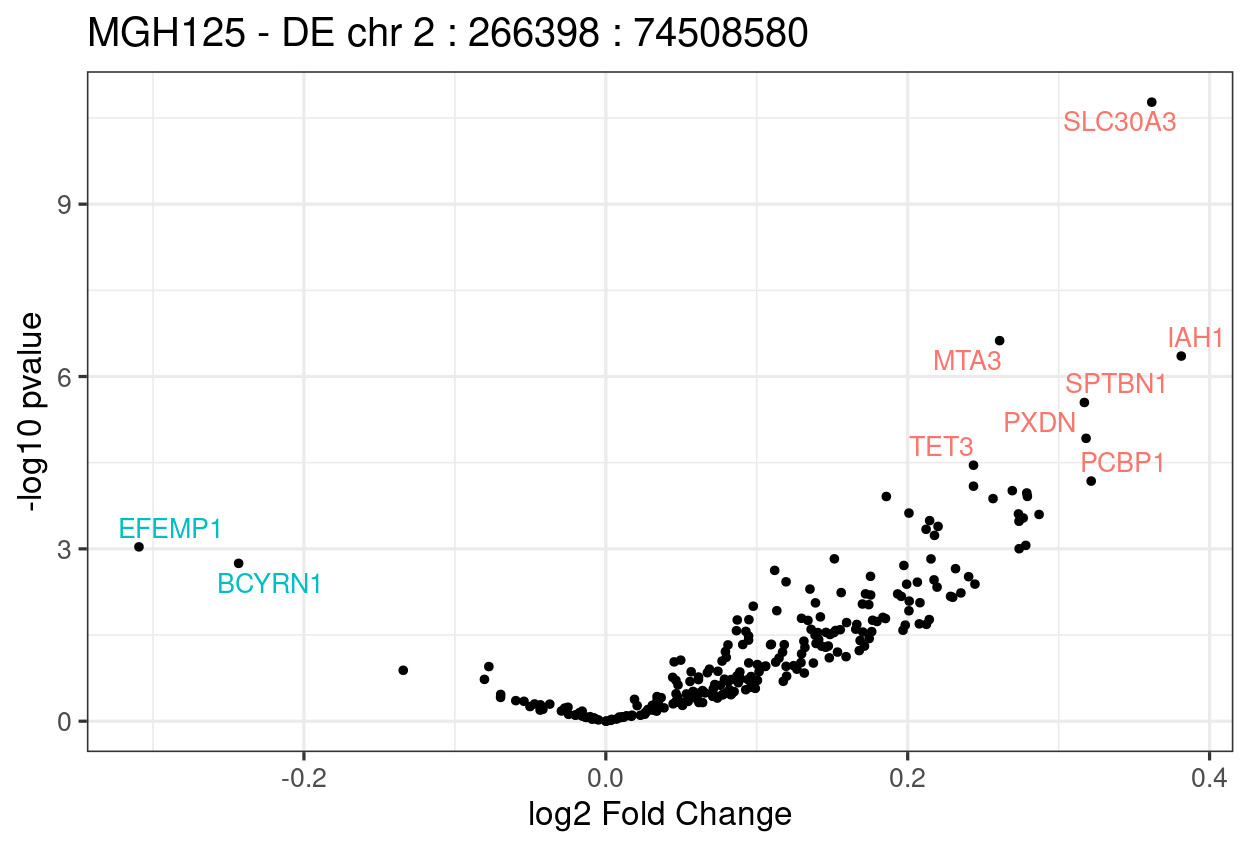 MGH125 - DE chr 2 : 266398 : 74508580
SLC30A3
9
IAH1
MTA3
6
SPTBN1
PXDN
TET3
PCBP1
EFEMP1
3
BCYRN1
0
-log10 pvalue
-0.2
0.0
0.2
0.4
log2 Fold Change